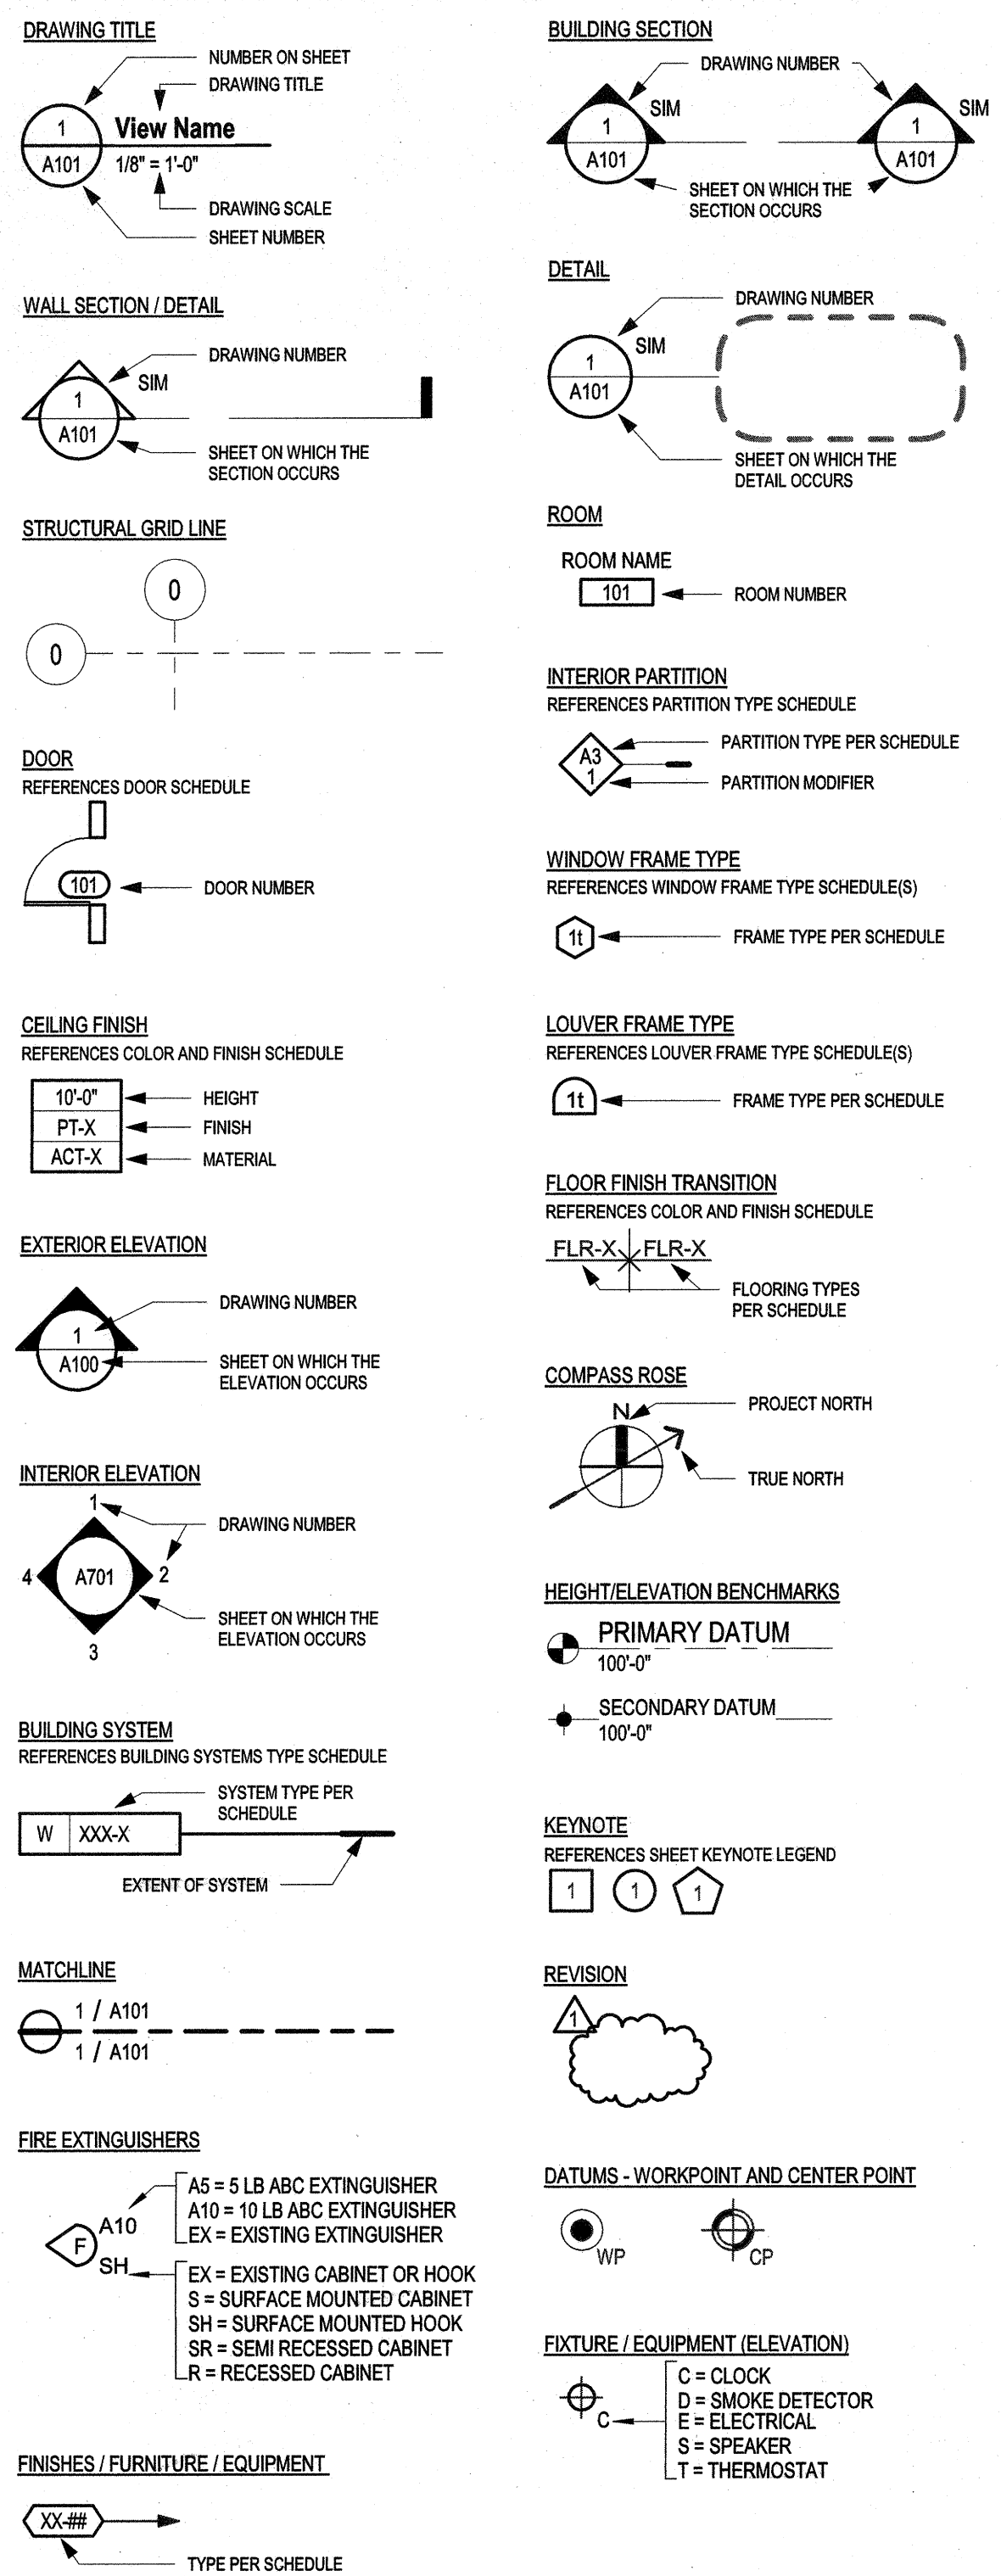 DRAWING TITLE
NUMBER ON SHEET
DRAWING TITLE
1
View Name
A101
1/8" = 1'-0"
DRAWING SCALE
SHEET NUMBER
WALL SECTION / DETAIL
DRAWING NUMBER
SIM
1
A101
SHEET ON WHICH THE
SECTION OCCURS
STRUCTURAL GRID LINE
0
0
DOOR
REFERENCES DOOR SCHEDULE
101
DOOR NUMBER
CEILING FINISH
REFERENCES COLOR AND FINISH SCHEDULE
10'-0"
HEIGHT
PT-X
FINISH
ACT-X
MATERIAL
EXTERIOR ELEVATION
DRAWING NUMBER
1
A100
SHEET ON WHICH THE
ELEVATION OCCURS
INTERIOR ELEVATION
1
DRAWING NUMBER
4
A701
2
SHEET ON WHICH THE
ELEVATION OCCURS
3
BUILDING SYSTEM
REFERENCES BUILDING SYSTEMS TYPE SCHEDULE
SYSTEM TYPE PER
SCHEDULE
W
XXX-X
EXTENT OF SYSTEM
MATCHLINE
1 / A101
1 / A101
FIRE EXTINGUISHERS
A5 = 5 LB ABC EXTINGUISHER
A10 = 10 LB ABC EXTINGUISHER
EX = EXISTING EXTINGUISHER
A10
F
SH
EX = EXISTING CABINET OR HOOK
S = SURFACE MOUNTED CABINET
SH = SURFACE MOUNTED HOOK
SR = SEMI RECESSED CABINET
R = RECESSED CABINET
FINISHES / FURNITURE / EQUIPMENT
XX-##
TYPE PER SCHEDULE
BUILDING SECTION
DRAWING NUMBER
SIM
SIM
1
1
A101
A101
SHEET ON WHICH THE
SECTION OCCURS
DETAIL
DRAWING NUMBER
SIM
1
A101
SHEET ON WHICH THE
DETAIL OCCURS
ROOM
ROOM NAME
101
ROOM NUMBER
INTERIOR PARTITION
REFERENCES PARTITION TYPE SCHEDULE
PARTITION TYPE PER SCHEDULE
A3
1
PARTITION MODIFIER
WINDOW FRAME TYPE
REFERENCES WINDOW FRAME TYPE SCHEDULE(S)
1t
FRAME TYPE PER SCHEDULE
LOUVER FRAME TYPE
REFERENCES LOUVER FRAME TYPE SCHEDULE(S)
1t
FRAME TYPE PER SCHEDULE
FLOOR FINISH TRANSITION
REFERENCES COLOR AND FINISH SCHEDULE
FLR-X
FLR-X
FLOORING TYPES
PER SCHEDULE
COMPASS ROSE
N
PROJECT NORTH
TRUE NORTH
HEIGHT/ELEVATION BENCHMARKS
PRIMARY DATUM
100'-0"
SECONDARY DATUM
100'-0"
KEYNOTE
REFERENCES SHEET KEYNOTE LEGEND
1
1
1
REVISION
1
DATUMS - WORKPOINT AND CENTER POINT
WP
CP
FIXTURE / EQUIPMENT (ELEVATION)
C
C = CLOCK
D = SMOKE DETECTOR
E = ELECTRICAL
S = SPEAKER
T = THERMOSTAT